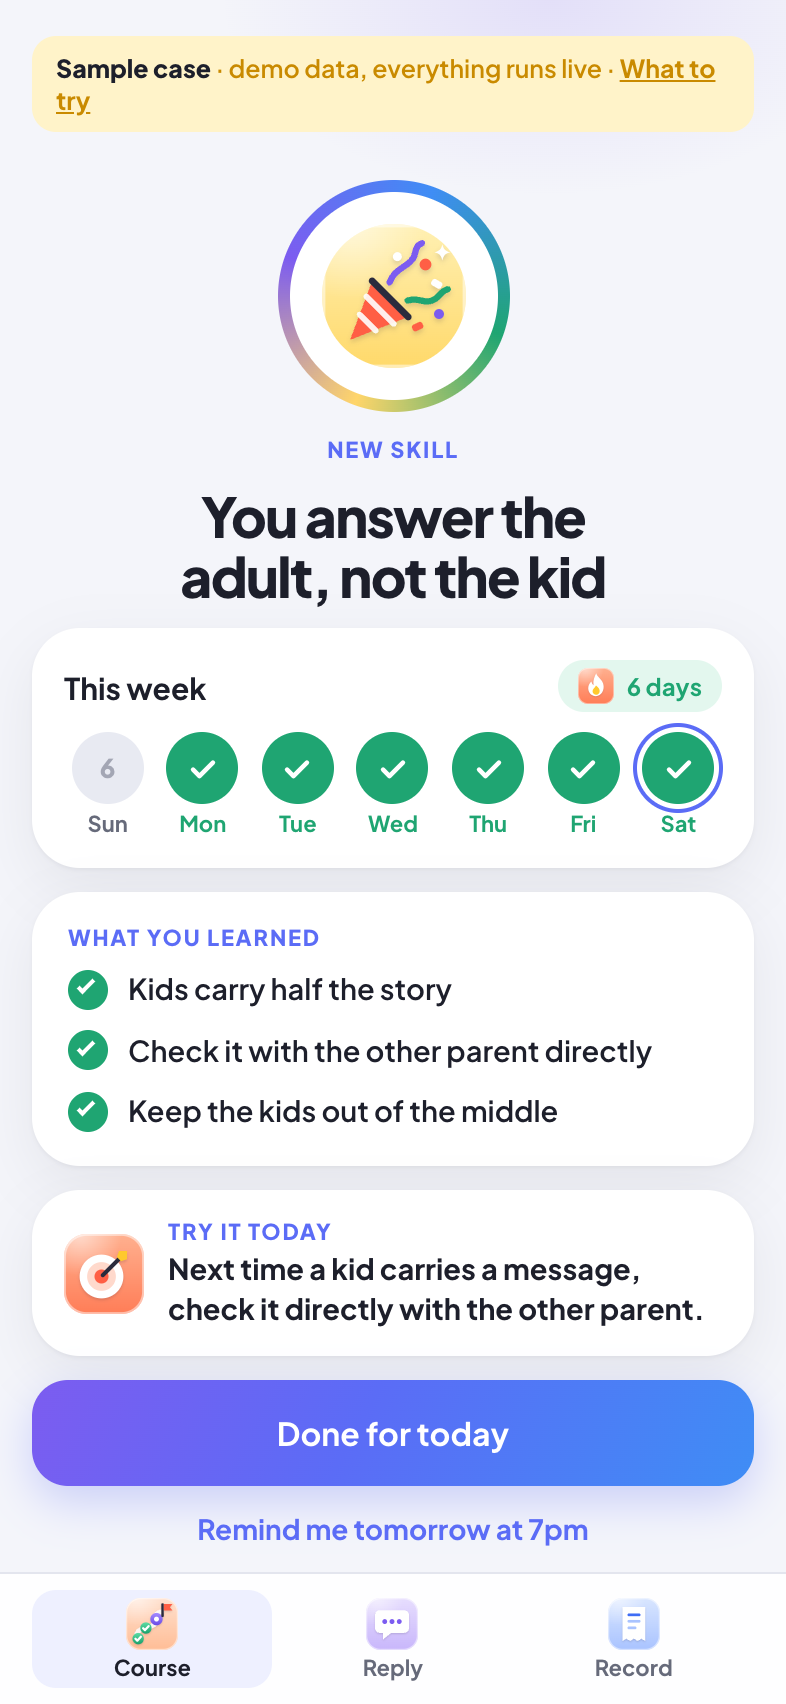 Sample case · demo data, everything runs live · What to
try
NEW SKILL
You answer the
adult, not the kid
This week
6 days
6
Sun Mon Tue Wed Thu Fri Sat
WHAT YOU LEARNED
Kids carry half the story
Check it with the other parent directly
Keep the kids out of the middle
TRY IT TODAY
Next time a kid carries a message,
check it directly with the other parent.
Done for today
Remind me tomorrow at 7pm
Course Reply Record